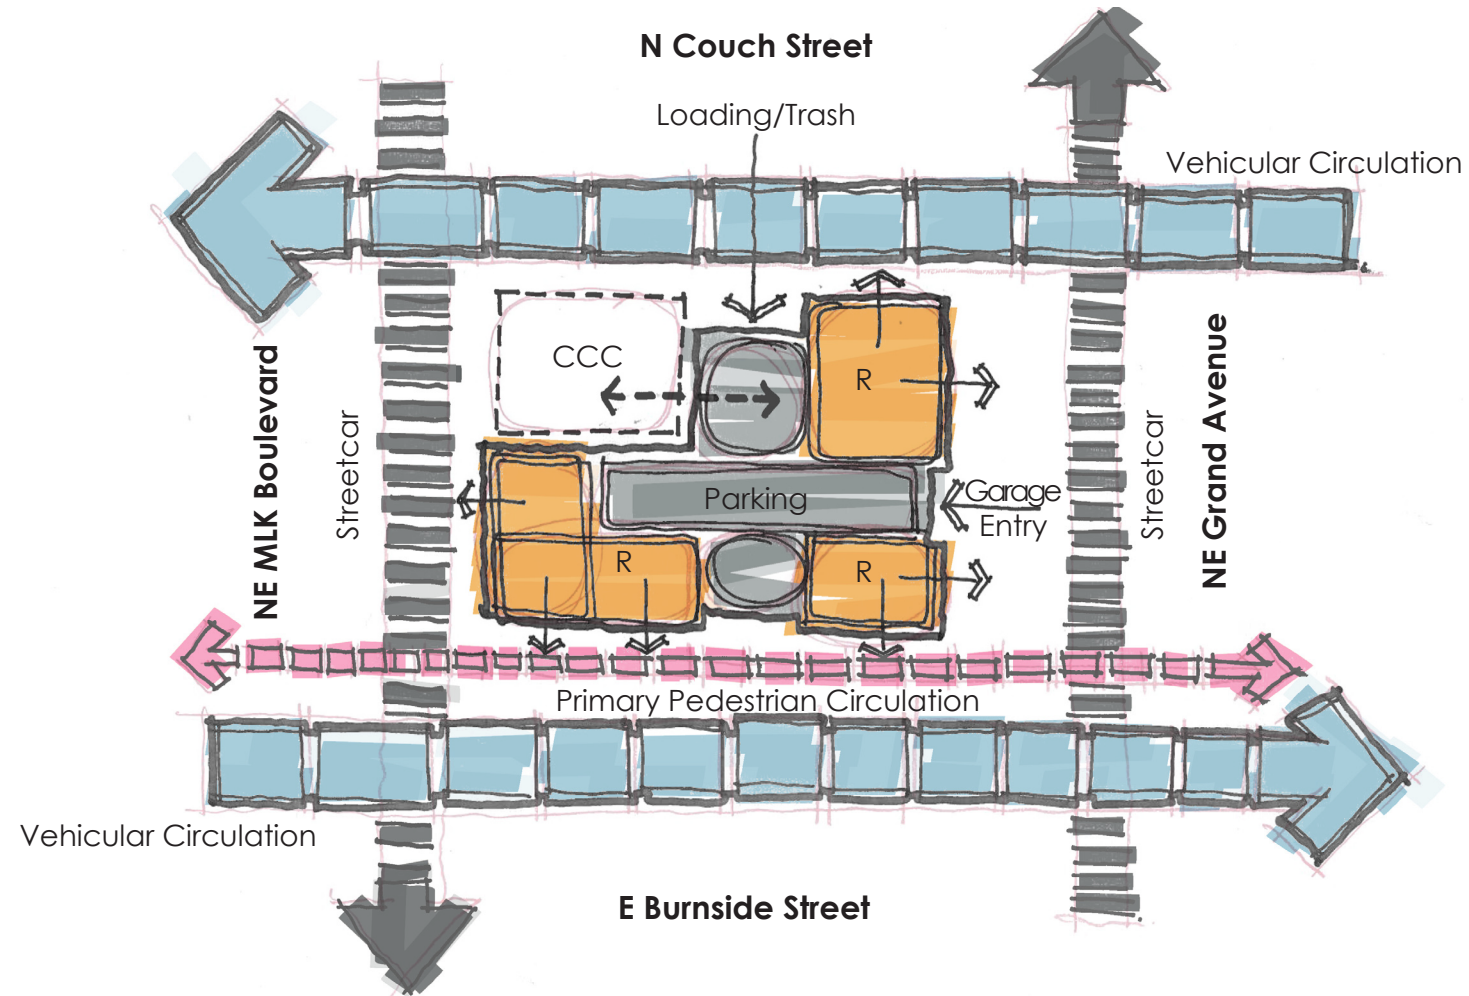 N Couch Street
Loading/Trash
Vehicular Circulation
CCC
R
NE MLK Boulevard
Streetcar
Parking
Garage
Entry
Streetcar
NE Grand Avenue
R
R
Primary Pedestrian Circulation
Vehicular Circulation
E Burnside Street